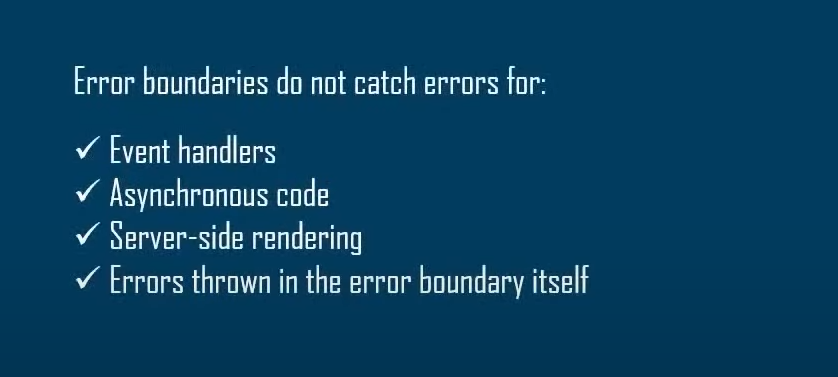 Error boundaries do not catch errors for:
✓ Event handlers
✓ Asynchronous code
✓ Server-side rendering
✓ Errors thrown in the error boundary itself